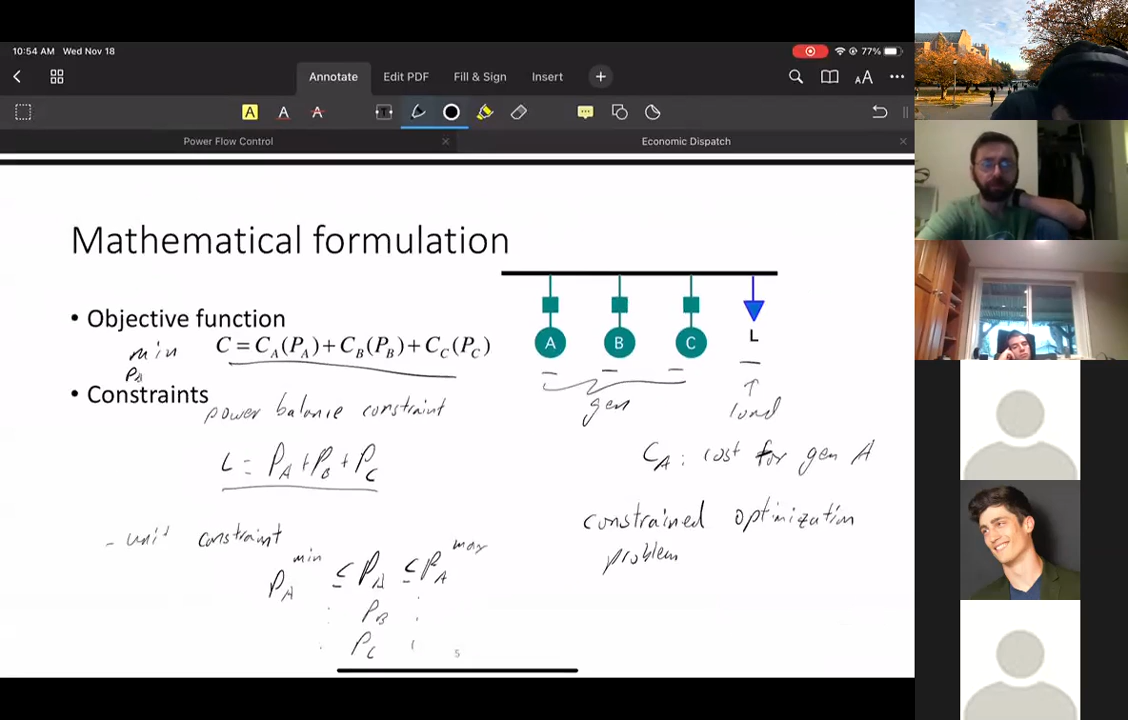 10:54 AM Wed Nov 18
77%
Annotate Edit PDF Fill & Sign Insert
Power Flow Control
Economic Dispatch
Mathematical formulation
• Objective function
min C = C_A(P_A) + C_B(P_B) + C_C(P_C)
P_A
• Constraints
power balance constraint
L = P_A + P_B + P_C
- unit constraint
P_A^min ≤ P_A ≤ P_A^max
P_B
P_C
5
A B C L
gen
load
C_A : cost for gen A
constrained optimization
problem